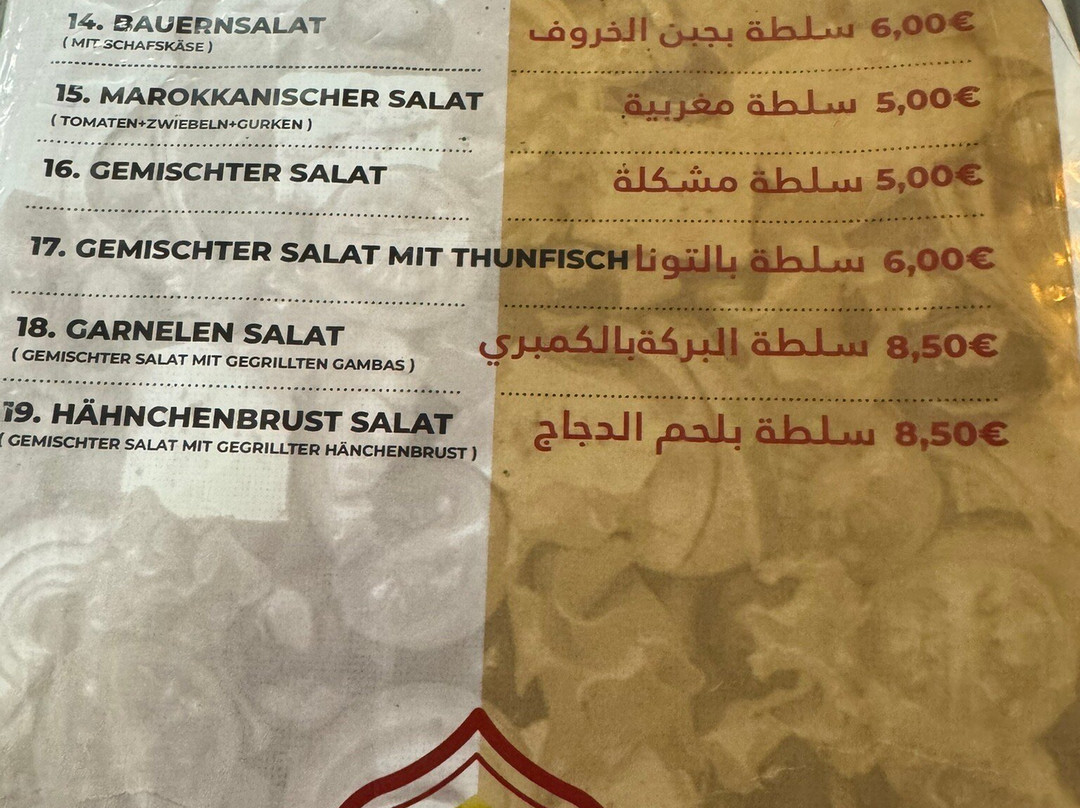 14. BAUERNSALAT سلطة بجبن الخروف 6,00€
( MIT SCHAFSKÄSE )
15. MAROKKANISCHER SALAT سلطة مغربية 5,00€
( TOMATEN+ZWIEBELN+GURKEN )
16. GEMISCHTER SALAT سلطة مشكلة 5,00€
17. GEMISCHTER SALAT MIT THUNFISCH سلطة بالتونا 6,00€
18. GARNELEN SALAT سلطة البركةبالكمبري 8,50€
( GEMISCHTER SALAT MIT GEGRILLTEN GAMBAS )
19. HÄHNCHENBRUST SALAT سلطة بلحم الدجاج 8,50€
( GEMISCHTER SALAT MIT GEGRILLTER HÄNCHENBRUST )